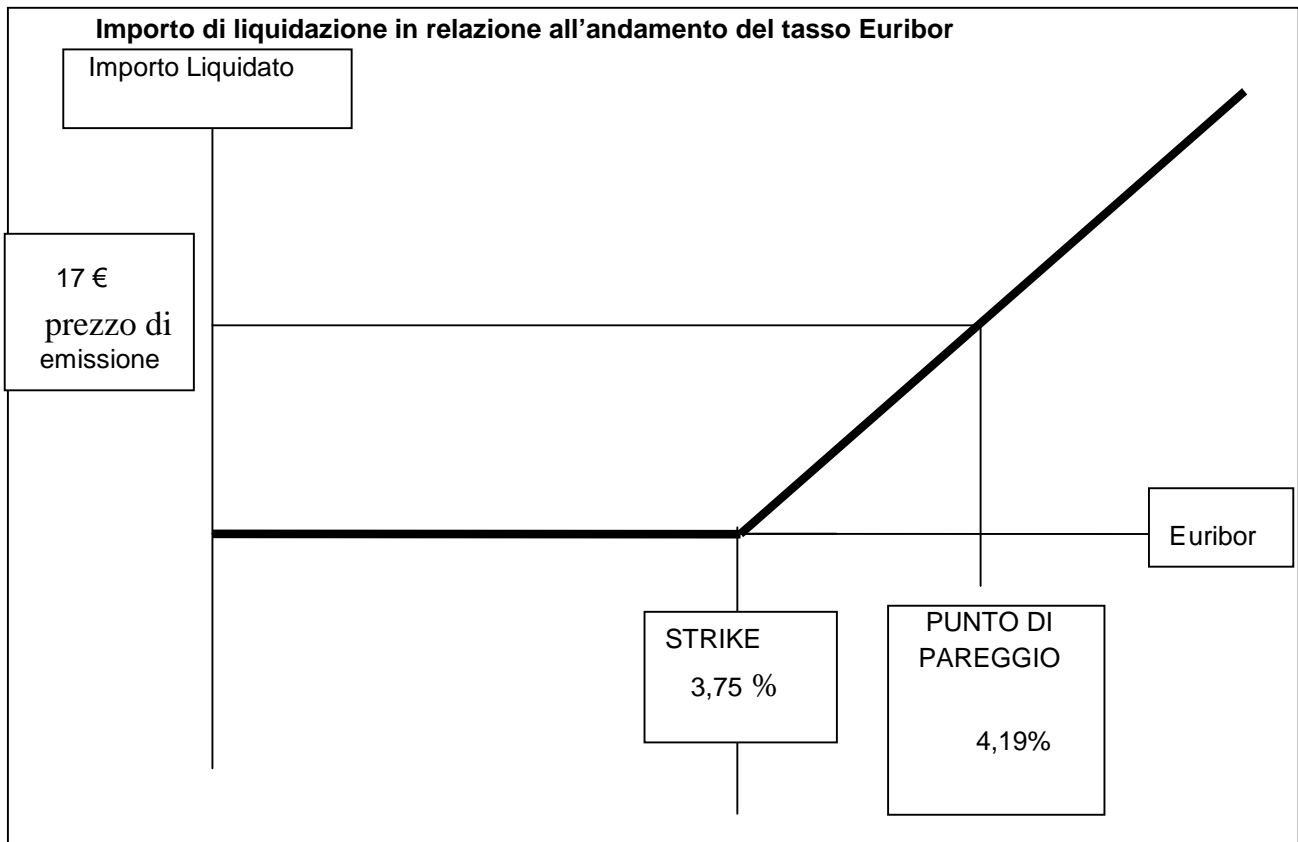 Importo di liquidazione in relazione all’andamento del tasso Euribor
Importo Liquidato
17 €
prezzo di
emissione
Euribor
STRIKE
3,75 %
PUNTO DI
PAREGGIO
4,19%